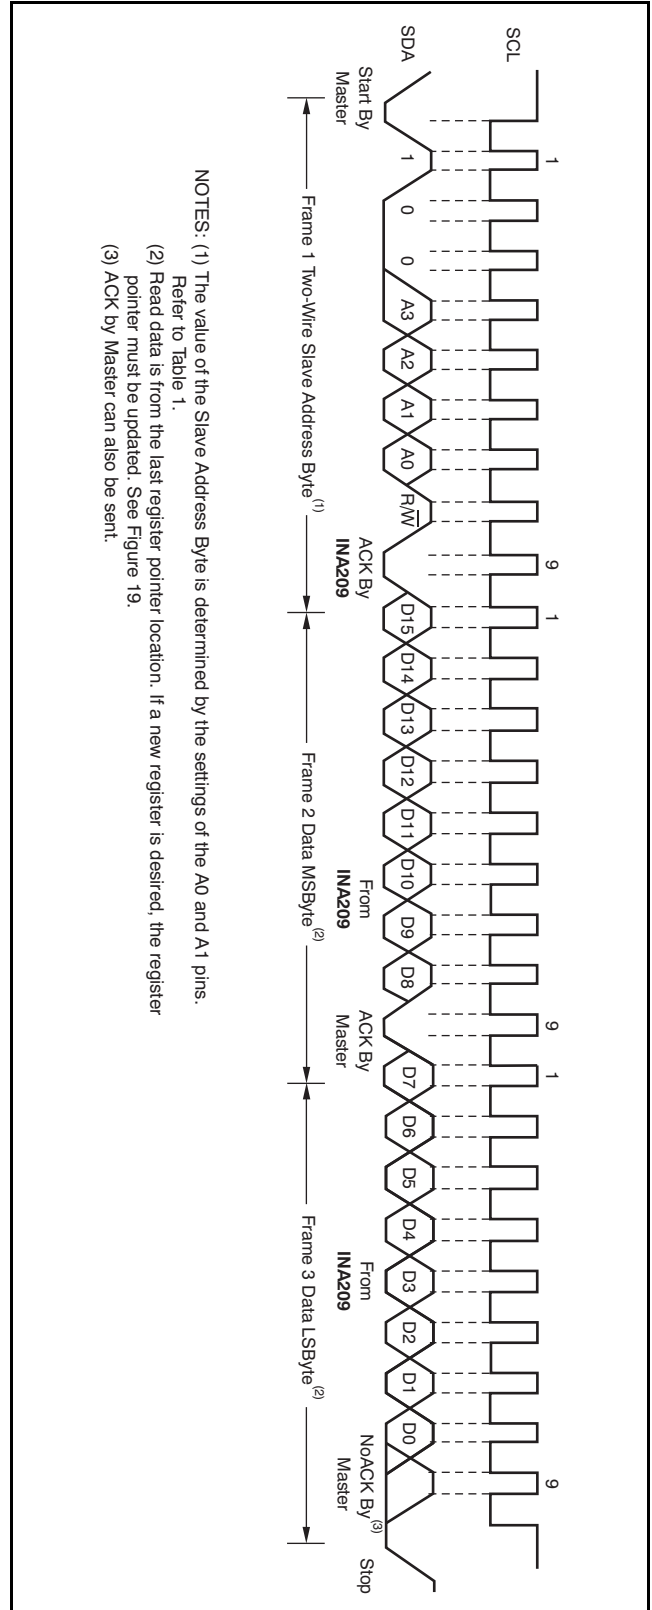 1 9 1 9 1 9
SCL
SDA
1 0 0 A3 A2 A1 A0 R/W D15 D14 D13 D12 D11 D10 D9 D8 D7 D6 D5 D4 D3 D2 D1 D0
Start By
Master
ACK By
INA209
From
INA209
ACK By
Master
From
INA209
NoACK By(3)
Master
Stop
Frame 1 Two-Wire Slave Address Byte(1)
Frame 2 Data MSByte(2)
Frame 3 Data LSByte(2)
NOTES: (1) The value of the Slave Address Byte is determined by the settings of the A0 and A1 pins.
Refer to Table 1.
(2) Read data is from the last register pointer location. If a new register is desired, the register
pointer must be updated. See Figure 19.
(3) ACK by Master can also be sent.